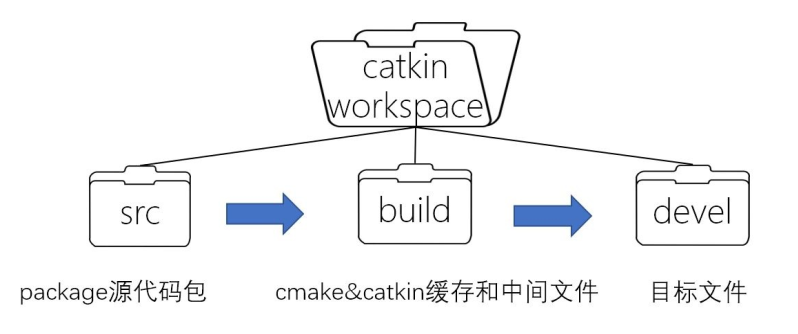 catkin
workspace
src
build
devel
package源代码包
cmake&catkin缓存和中间文件
目标文件